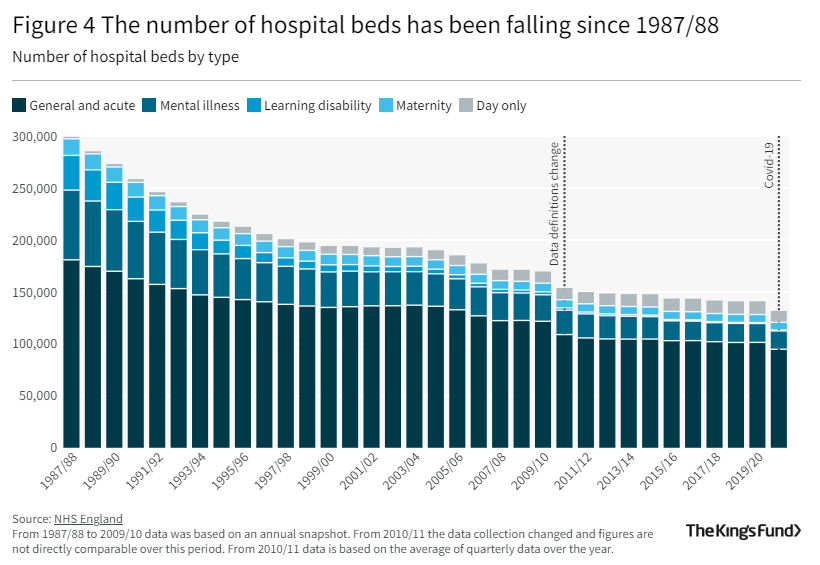 Figure 4 The number of hospital beds has been falling since 1987/88
Number of hospital beds by type
General and acute Mental illness Learning disability Maternity Day only
300,000
250,000
200,000
150,000
100,000
50,000
0
Data definitions change
Covid-19
1987/88 1989/90 1991/92 1993/94 1995/96 1997/98 1999/00 2001/02 2003/04 2005/06 2007/08 2009/10 2011/12 2013/14 2015/16 2017/18 2019/20
Source: NHS England
From 1987/88 to 2009/10 data was based on an annual snapshot. From 2010/11 the data collection changed and figures are
not directly comparable over this period. From 2010/11 data is based on the average of quarterly data over the year.
TheKing'sFund>